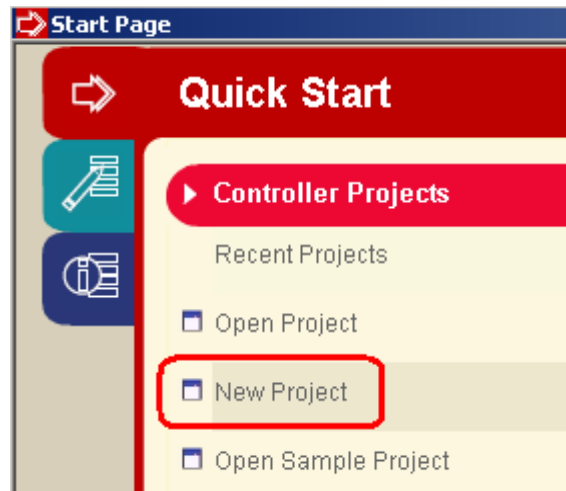 Start Page
Quick Start
Controller Projects
Recent Projects
Open Project
New Project
Open Sample Project